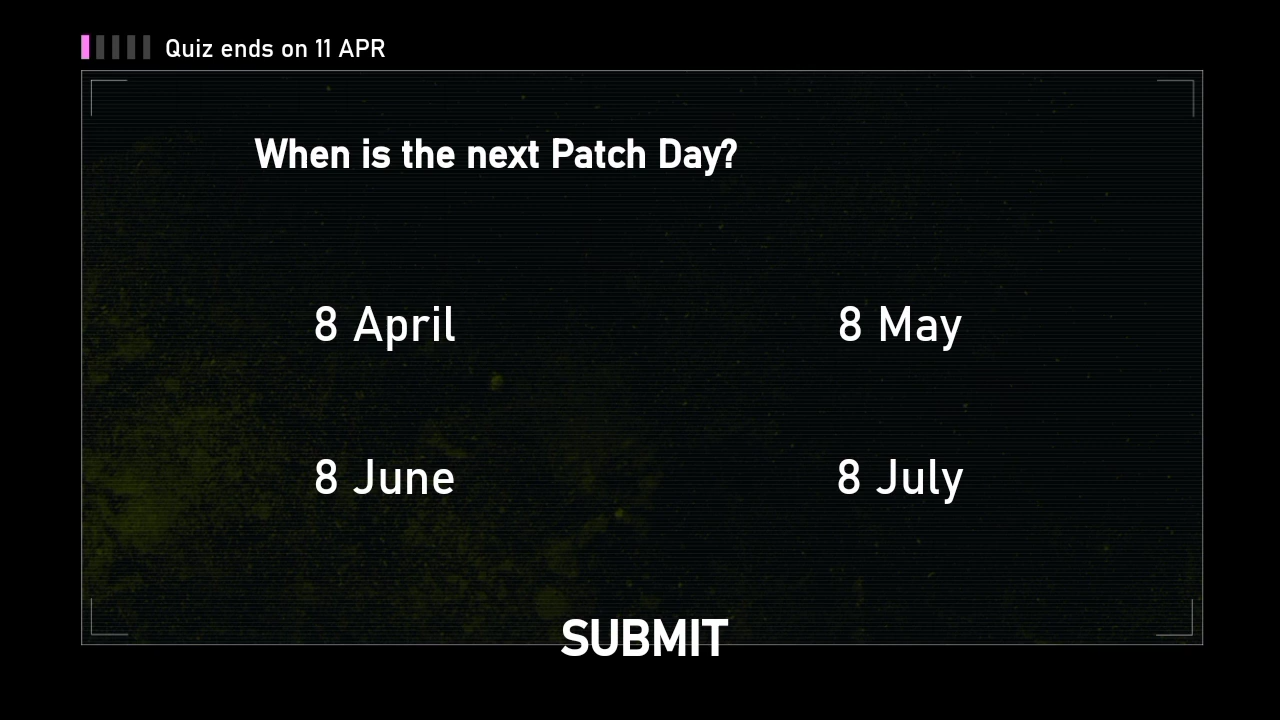 Quiz ends on 11 APR
When is the next Patch Day?
8 April
8 May
8 June
8 July
SUBMIT